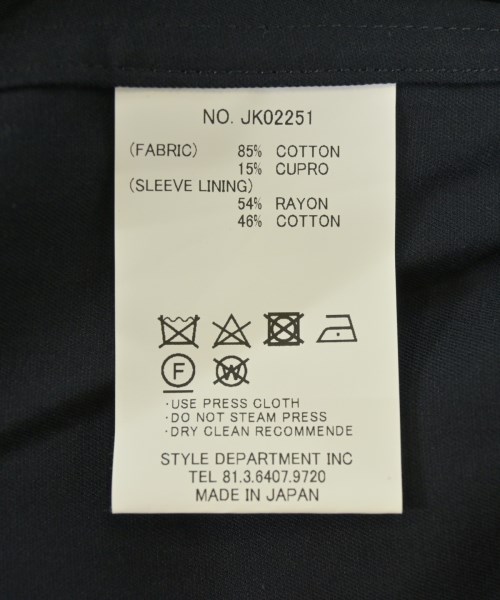 NO. JK02251
(FABRIC) 85% COTTON
15% CUPRO
(SLEEVE LINING)
54% RAYON
46% COTTON
F W
·USE PRESS CLOTH
·DO NOT STEAM PRESS
·DRY CLEAN RECOMMENDE
STYLE DEPARTMENT INC
TEL 81.3.6407.9720
MADE IN JAPAN